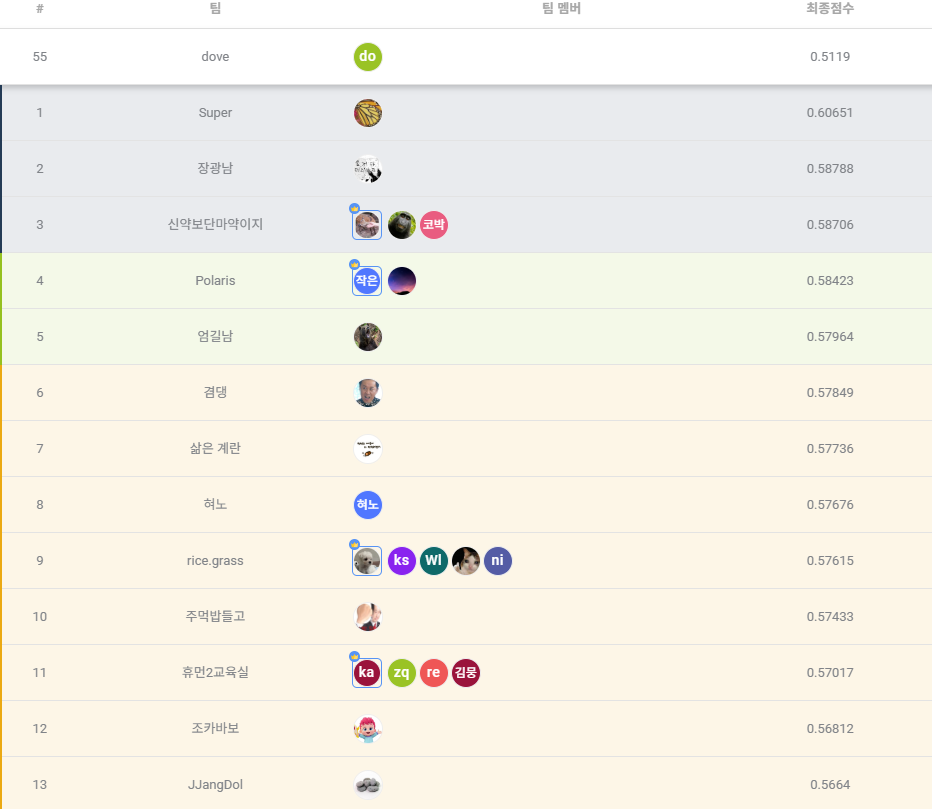 # 팀 팀 멤버 최종점수
55 dove do 0.5119
1 Super 0.60651
2 장광남 0.58788
3 신약보단마약이지 코박 0.58706
4 Polaris 작은 0.58423
5 엄길남 0.57964
6 겸댕 0.57849
7 삶은 계란 0.57736
8 혀노 혀노 0.57676
9 rice.grass ks Wl ni 0.57615
10 주먹밥들고 0.57433
11 휴먼2교육실 ka zq re 김뭉 0.57017
12 조카바보 0.56812
13 JJangDol 0.5664